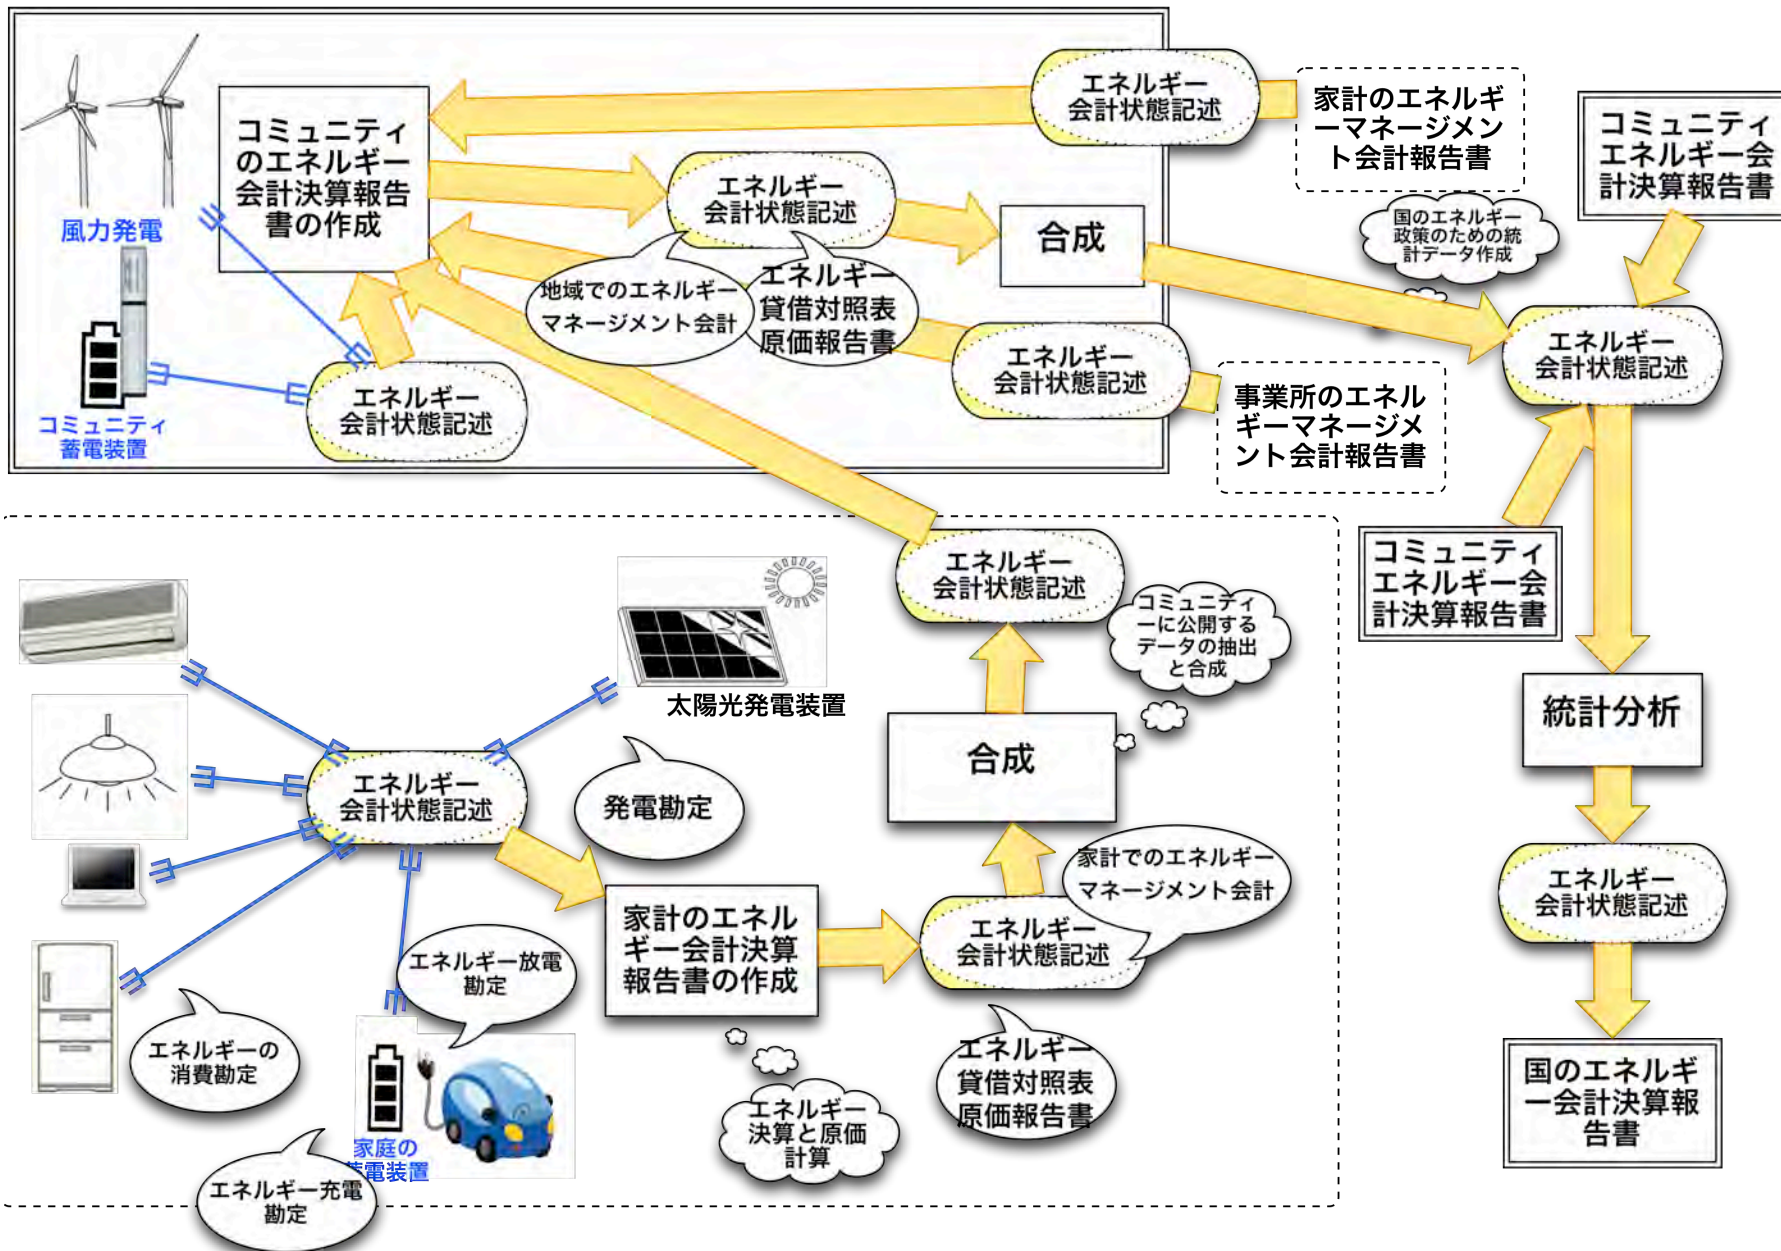 エネルギー
会計状態記述
家計のエネルギ
ーマネージメン
ト会計報告書
コミュニティ
エネルギー会
計決算報告書
コミュニティ
のエネルギー
会計決算報告
書の作成
エネルギー
会計状態記述
合成
国のエネルギー
政策のための統
計データ作成
風力発電
地域でのエネルギー
マネージメント会計
エネルギー
貸借対照表
原価報告書
エネルギー
会計状態記述
エネルギー
会計状態記述
事業所のエネル
ギーマネージメ
ント会計報告書
エネルギー
会計状態記述
コミュニティ
蓄電装置
エネルギー
会計状態記述
コミュニティ
ーに公開する
データの抽出
と合成
コミュニティ
エネルギー会
計決算報告書
太陽光発電装置
合成
統計分析
エネルギー
会計状態記述
発電勘定
家計でのエネルギー
マネージメント会計
エネルギー
会計状態記述
家計のエネル
ギー会計決算
報告書の作成
エネルギー
会計状態記述
エネルギー放電
勘定
エネルギーの
消費勘定
エネルギー
貸借対照表
原価報告書
エネルギー
決算と原価
計算
国のエネルギ
ー会計決算報
告書
家庭の
蓄電装置
エネルギー充電
勘定